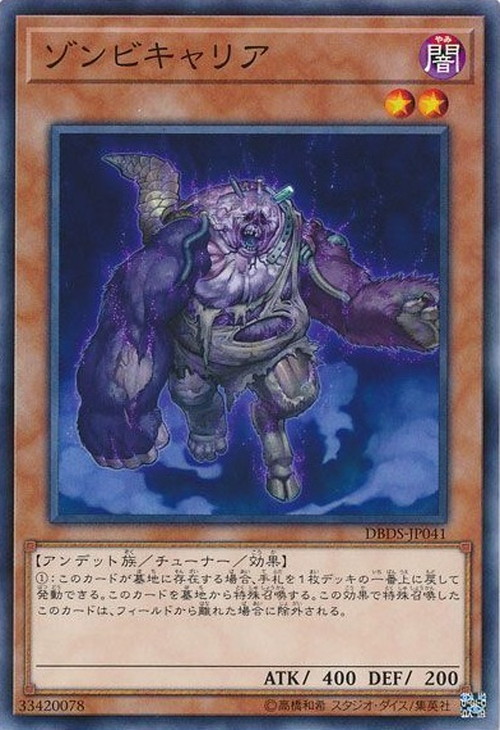 ゾンビキャリア
闇
やみ
DBDS-JP041
【アンデット族/チューナー/効果】
①:このカードが墓地に存在する場合、手札を1枚デッキの一番上に戻して
発動できる。このカードを墓地から特殊召喚する。この効果で特殊召喚した
このカードは、フィールドから離れた場合に除外される。
ATK/ 400 DEF/ 200
33420078
©高橋和希 スタジオ・ダイス/集英社